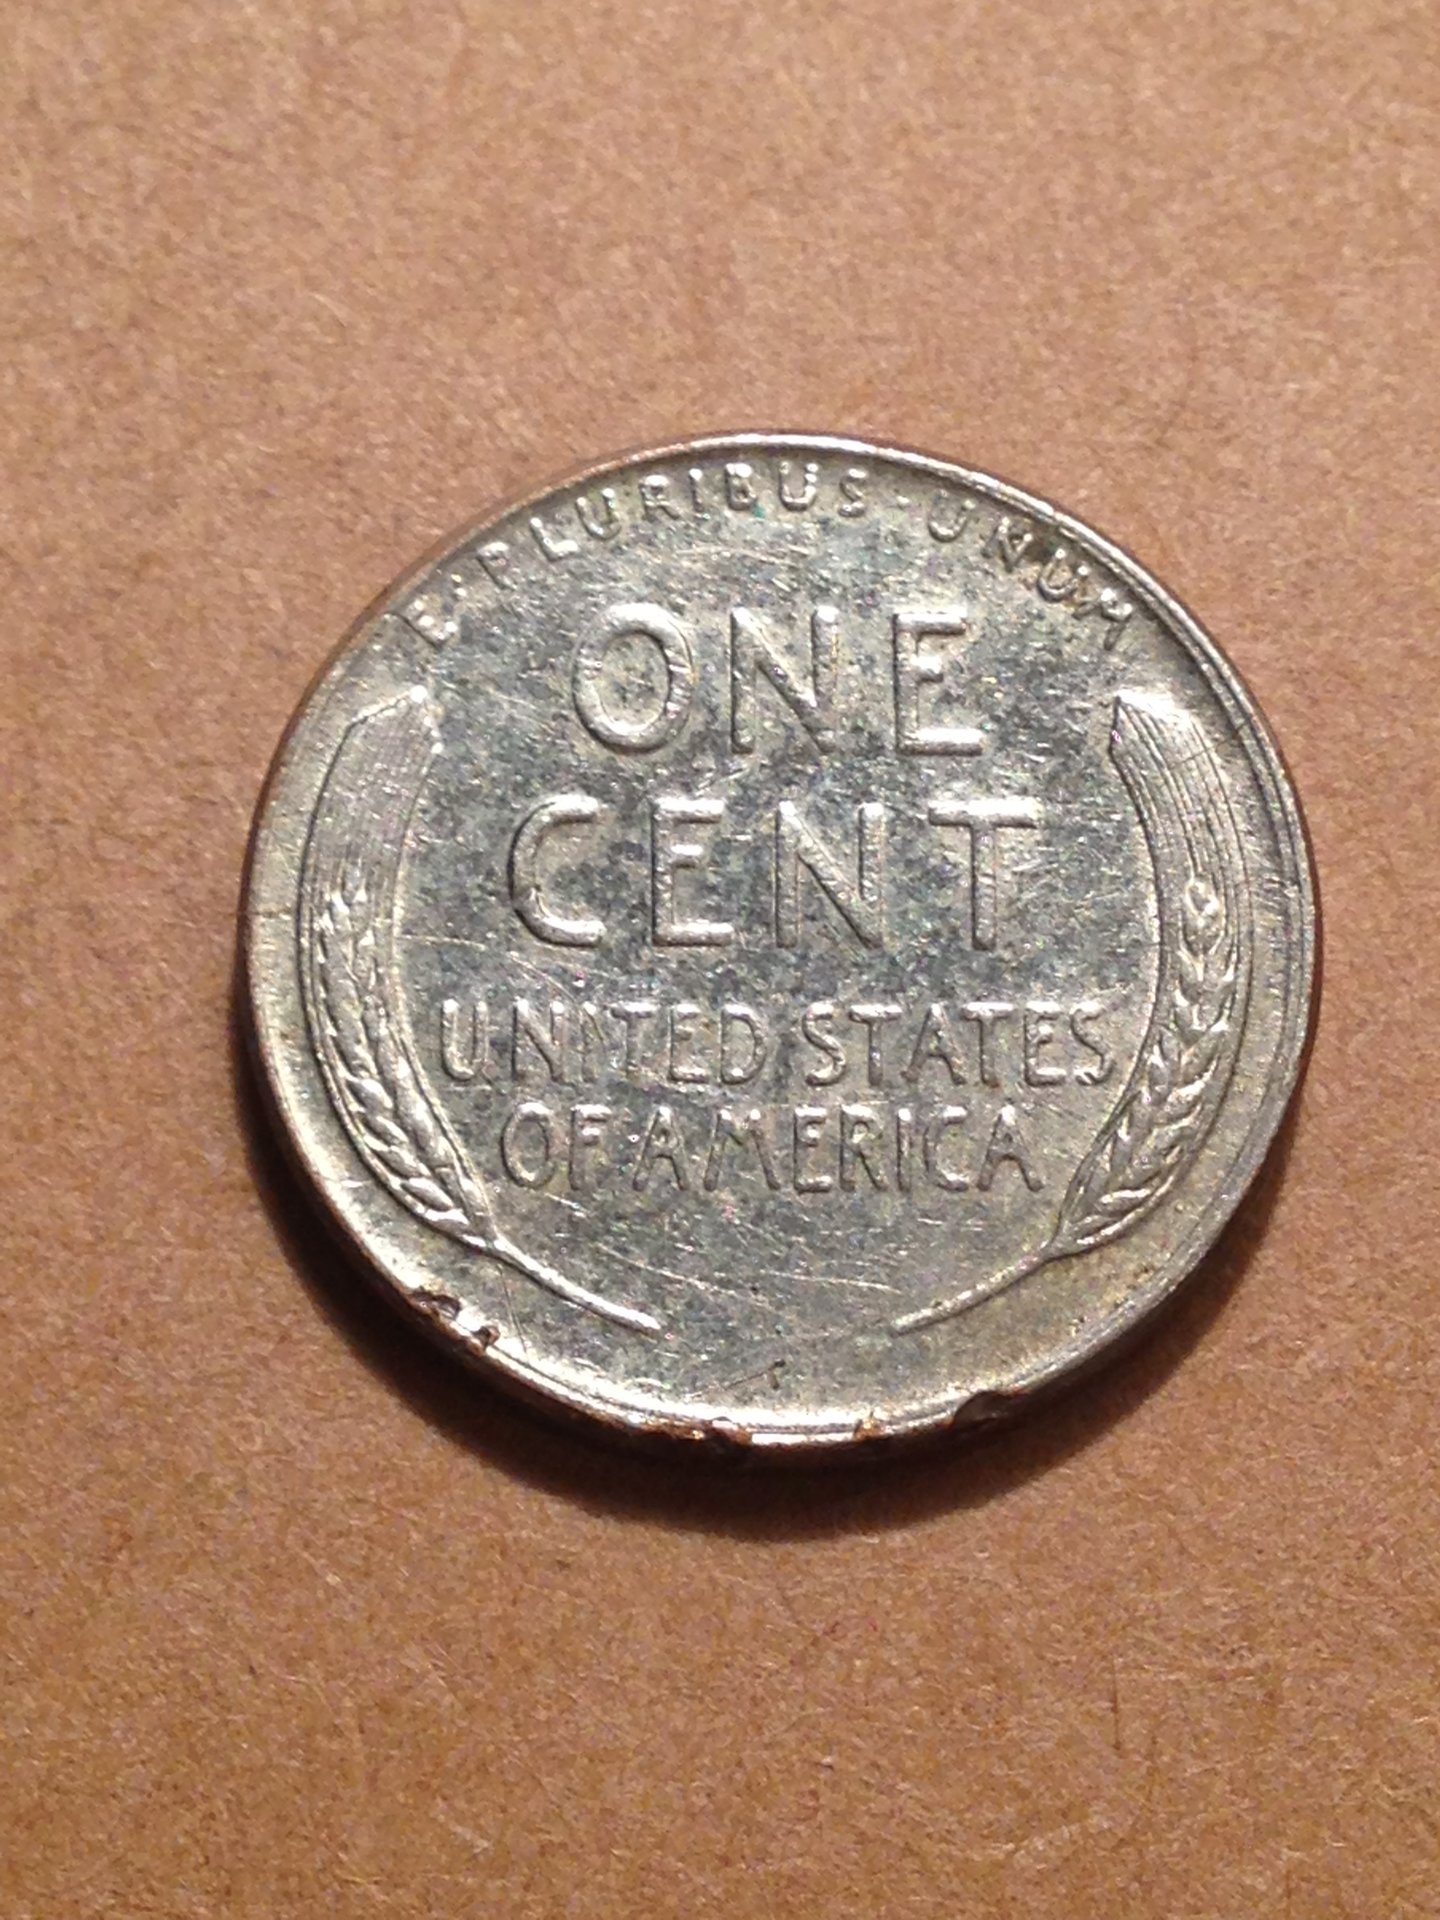 E·PLURIBUS·UNUM
ONE
CENT
UNITED STATES
OF AMERICA